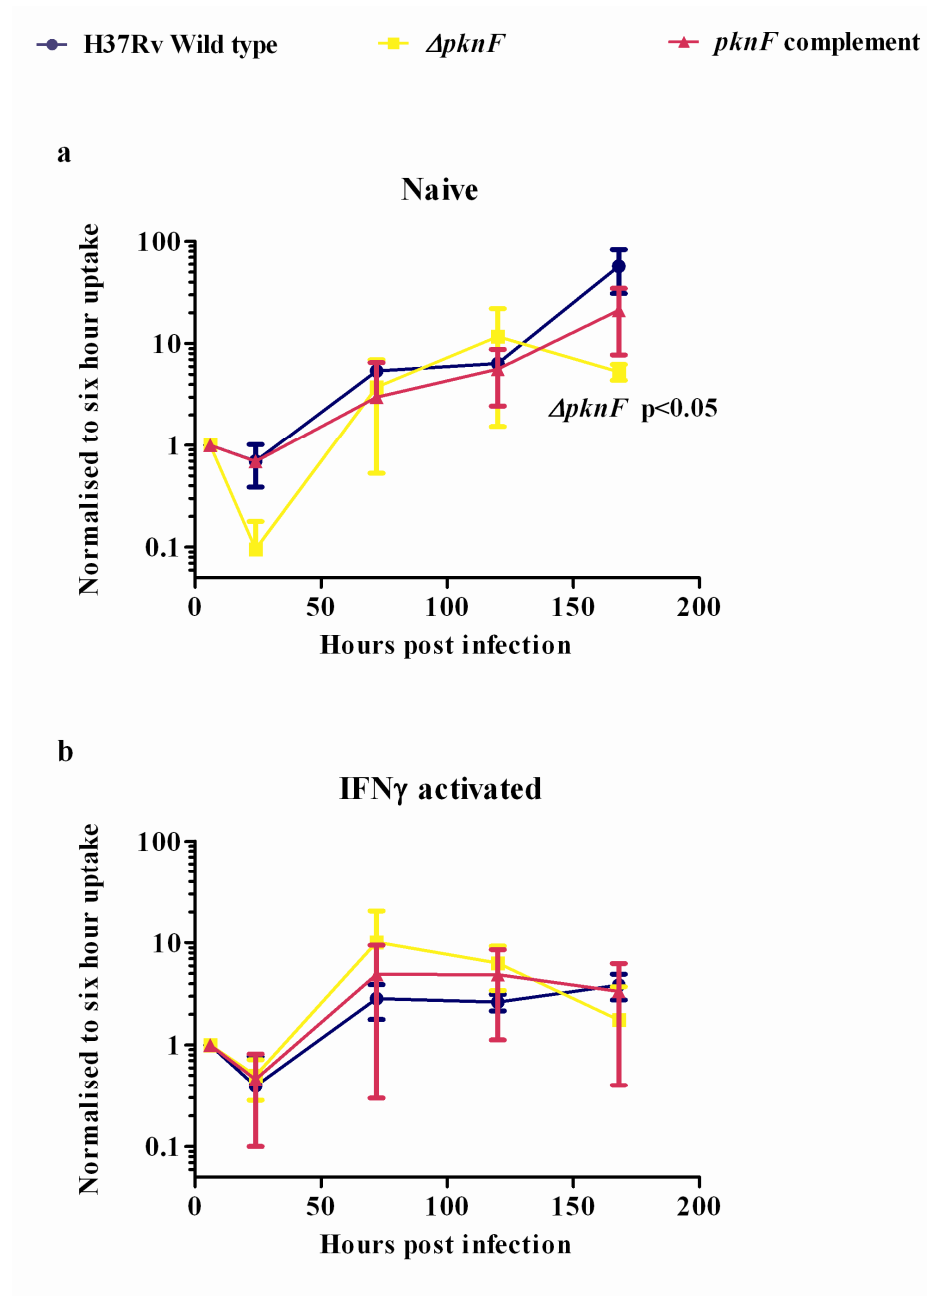 H37Rv Wild type ΔpknF pknF complement
a
Naive
Normalised to six hour uptake
100
10
1
0.1
ΔpknF p<0.05
0 50 100 150 200
Hours post infection
b
IFNγ activated
Normalised to six hour uptake
100
10
1
0.1
0 50 100 150 200
Hours post infection